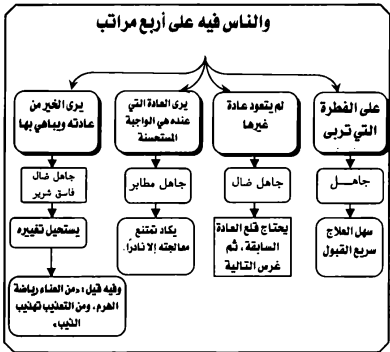 والناس فيه على أربع مراتب
على الفطرة
التي تربى
لم يتعود عادة
غيرها
يرى العادة التي
عنده هي الواجبة
المستحسنة
يرى الخير من
عادته ويباهي بها
جاهــل
جاهل ضال
جاهل مطابر
جاهل ضال
فاسق شرير
سهل العلاج
سريع القبول
يحتاج قلع العادة
السابقة، ثم
غرس التالية
يكاد تمتنع
معالجته إلا نادراً.
يستحيل تغييره
وفيه قيل: «من العناء رياضة
الهرم، ومن التعذيب تهذيب
الذيب»